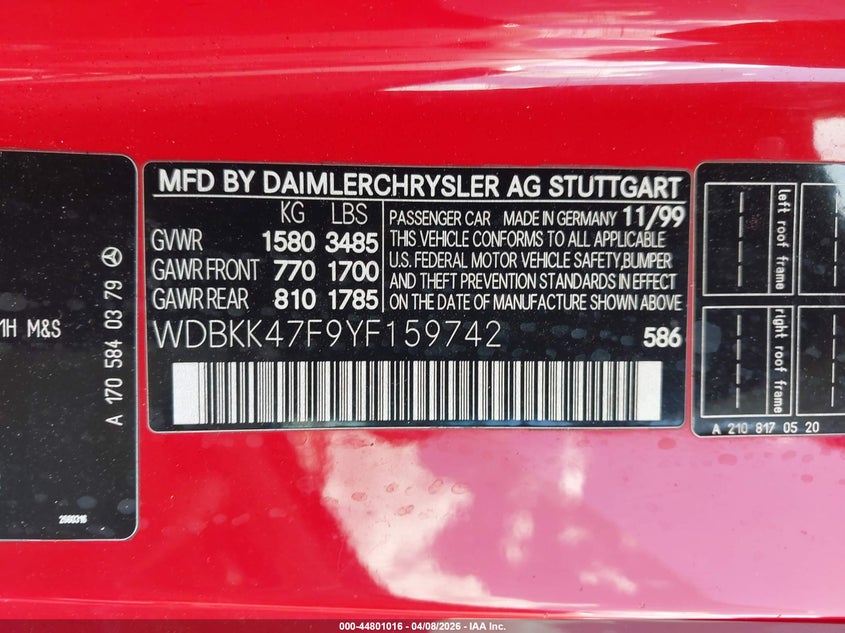 MFD BY DAIMLERCHRYSLER AG STUTTGART
KG LBS
GVWR 1580 3485
GAWR FRONT 770 1700
GAWR REAR 810 1785
PASSENGER CAR MADE IN GERMANY 11/99
THIS VEHICLE CONFORMS TO ALL APPLICABLE
U.S. FEDERAL MOTOR VEHICLE SAFETY,BUMPER
AND THEFT PREVENTION STANDARDS IN EFFECT
ON THE DATE OF MANUFACTURE SHOWN ABOVE
WDBKK47F9YF159742 586
M&S
A 170 584 03 79
left roof frame
right roof frame
A 210 817 05 20
000-44801016 - 04/08/2026 - IAA Inc.